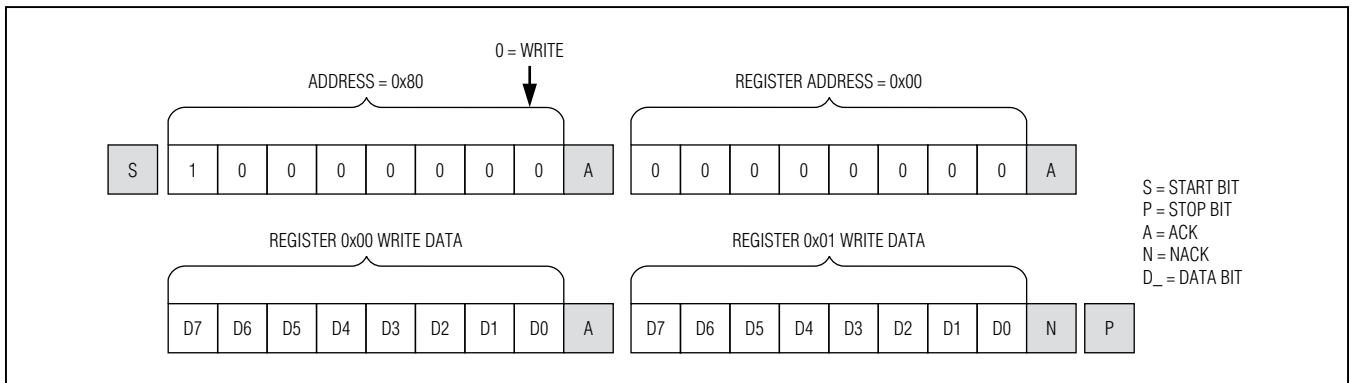 0 = WRITE
ADDRESS = 0x80
REGISTER ADDRESS = 0x00
S 1 0 0 0 0 0 0 0 A 0 0 0 0 0 0 0 0 A
S = START BIT
P = STOP BIT
A = ACK
N = NACK
D_ = DATA BIT
REGISTER 0x00 WRITE DATA
REGISTER 0x01 WRITE DATA
D7 D6 D5 D4 D3 D2 D1 D0 A D7 D6 D5 D4 D3 D2 D1 D0 N P